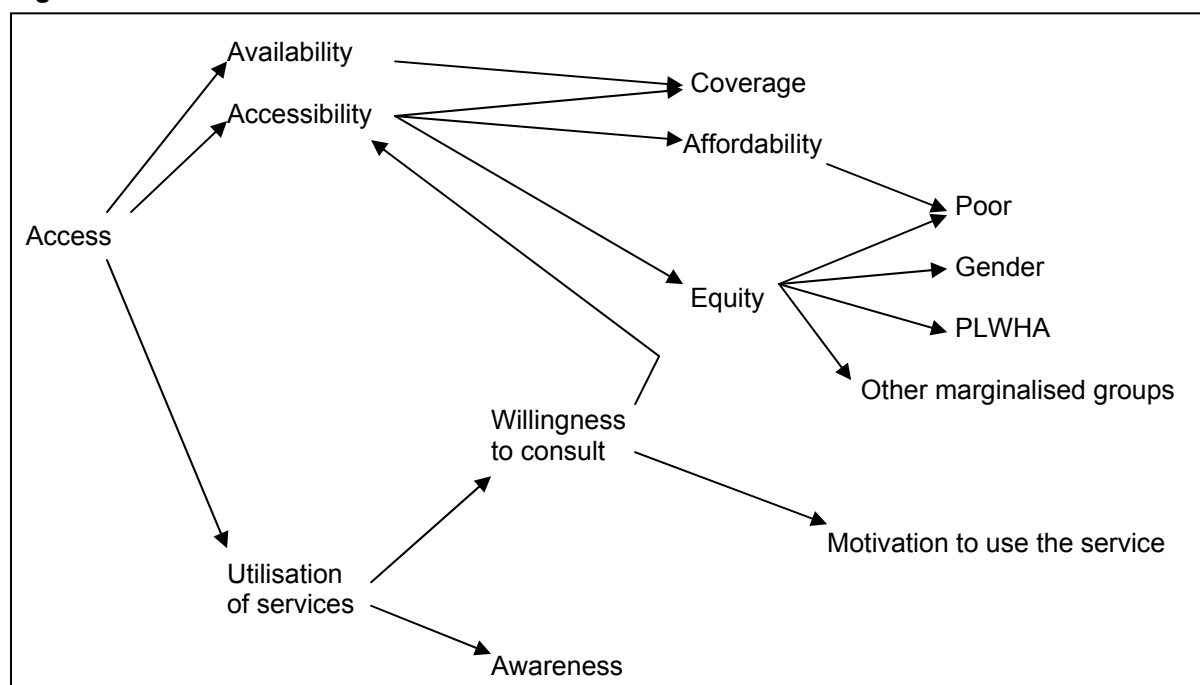 Availability
Coverage
Accessibility
Affordability
Poor
Access
Gender
Equity
PLWHA
Other marginalised groups
Willingness
to consult
Motivation to use the service
Utilisation
of services
Awareness